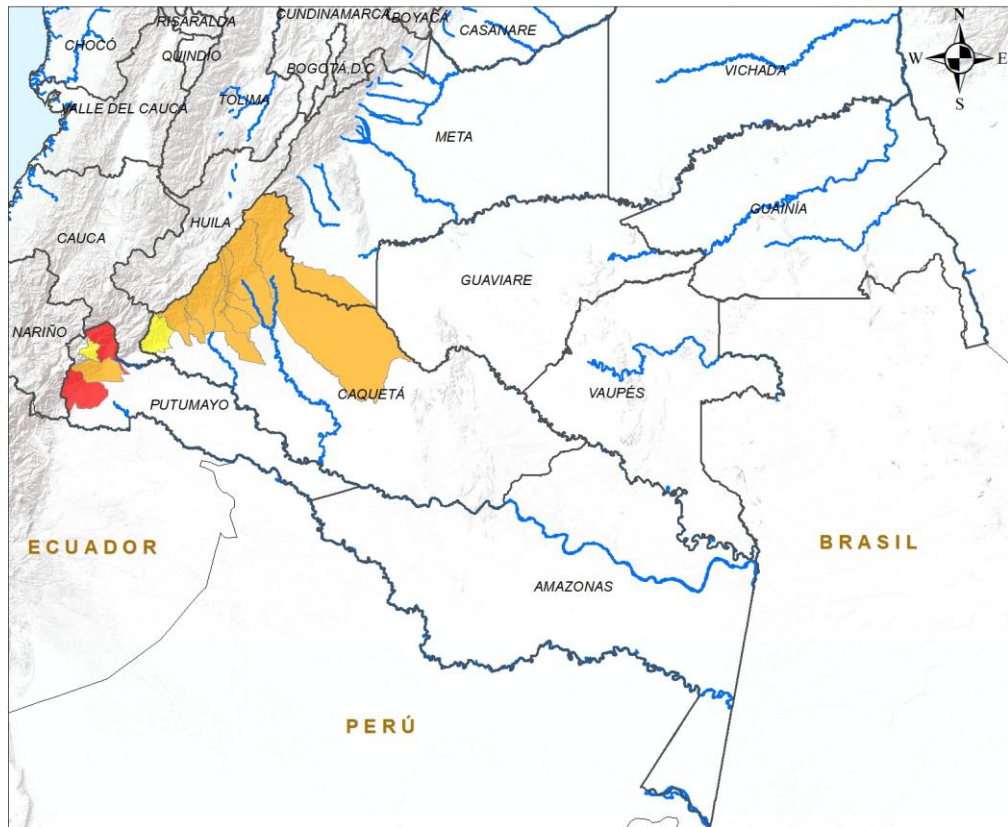 CUNDINAMARCA
BOYACÁ
RISARALDA
CASANARE
N
CHOCÓ
QUINDÍO
BOGOTÁ D.C
W
E
VICHADA
S
VALLE DEL CAUCA
TOLIMA
META
GUAINÍA
HUILA
CAUCA
GUAVIARE
NARIÑO
VAUPÉS
CAQUETÁ
PUTUMAYO
ECUADOR
BRASIL
AMAZONAS
PERÚ